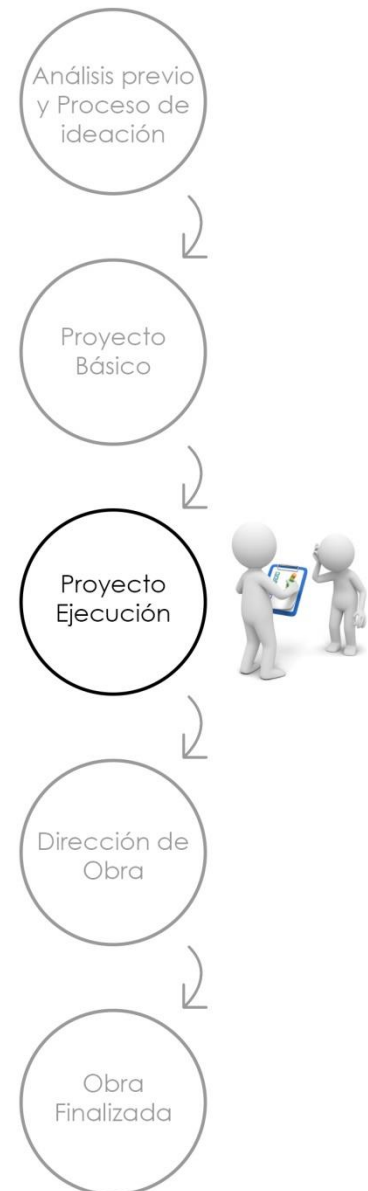 Análisis previo
y Proceso de
ideación
Proyecto
Básico
Proyecto
Ejecución
Dirección de
Obra
Obra
Finalizada